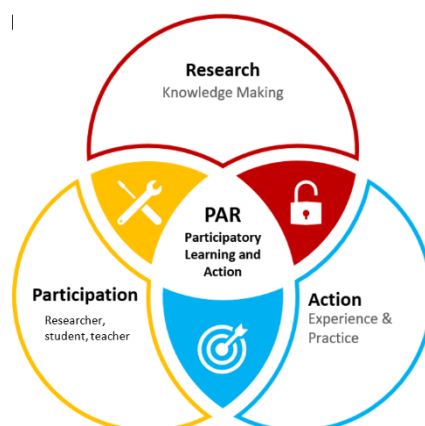 Research
Knowledge Making
PAR
Participatory
Learning and
Action
Participation
Researcher,
student, teacher
Action
Experience &
Practice